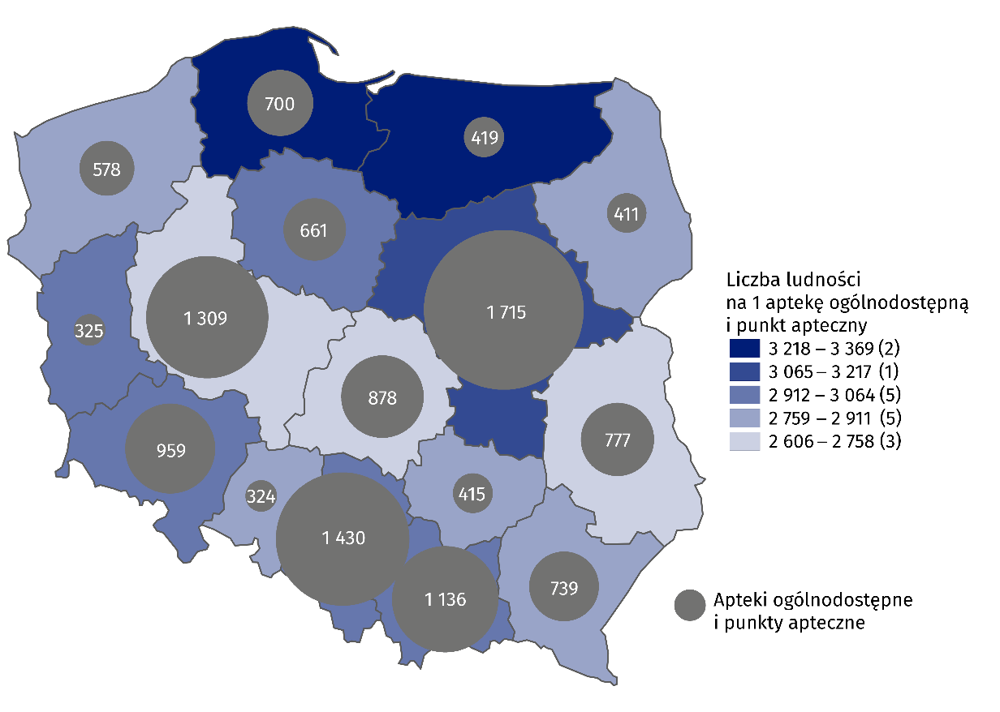 700
419
578
411
661
1 309
1 715
325
878
777
959
324
415
1 430
739
1 136
Liczba ludności
na 1 aptekę ogólnodostępną
i punkt apteczny
3 218 – 3 369 (2)
3 065 – 3 217 (1)
2 912 – 3 064 (5)
2 759 – 2 911 (5)
2 606 – 2 758 (3)
Apteki ogólnodostępne
i punkty apteczne